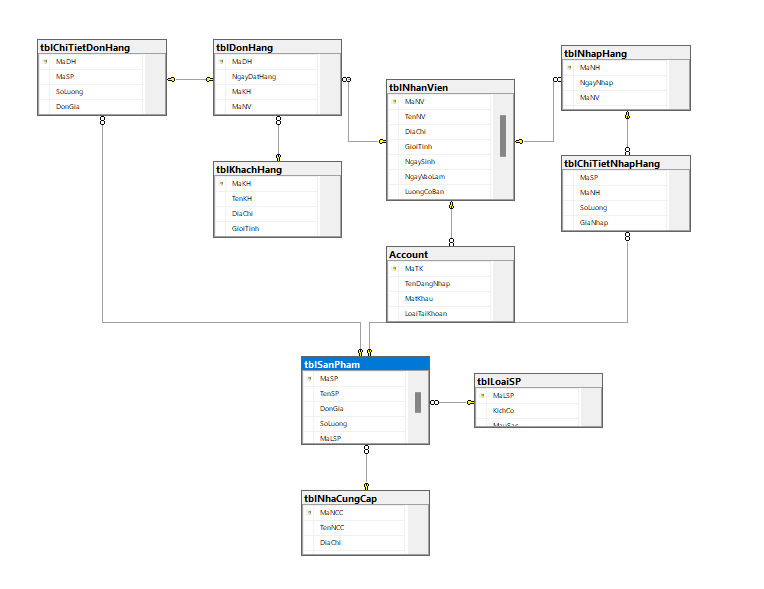 tblChiTietDonHang
MaDH
MaSP
SoLuong
DonGia
tblDonHang
MaDH
NgayDatHang
MaKH
MaNV
tblKhachHang
MaKH
TenKH
DiaChi
GioiTinh
tblNhanVien
MaNV
TenNV
DiaChi
GioiTinh
NgaySinh
NgayVaoLam
LuongCoBan
tblNhapHang
MaNH
NgayNhap
MaNV
tblChiTietNhapHang
MaSP
MaNH
SoLuong
GiaNhap
Account
MaTK
TenDangNhap
MatKhau
LoaiTaiKhoan
tblSanPham
MaSP
TenSP
DonGia
SoLuong
MaLSP
tblLoaiSP
MaLSP
KichCo
MauSac
tblNhaCungCap
MaNCC
TenNCC
DiaChi